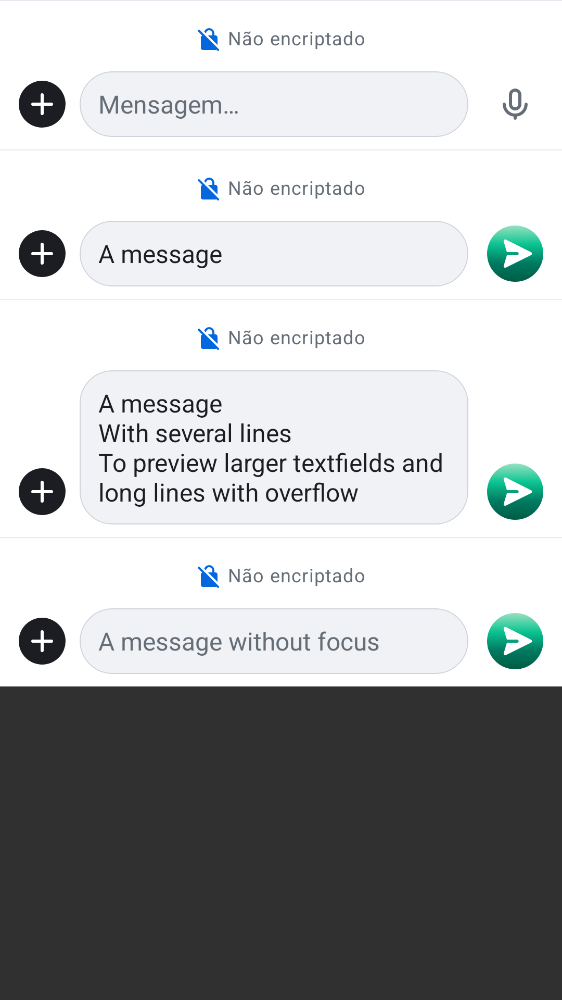 Não encriptado
Mensagem…
Não encriptado
A message
Não encriptado
A message
With several lines
To preview larger textfields and
long lines with overflow
Não encriptado
A message without focus